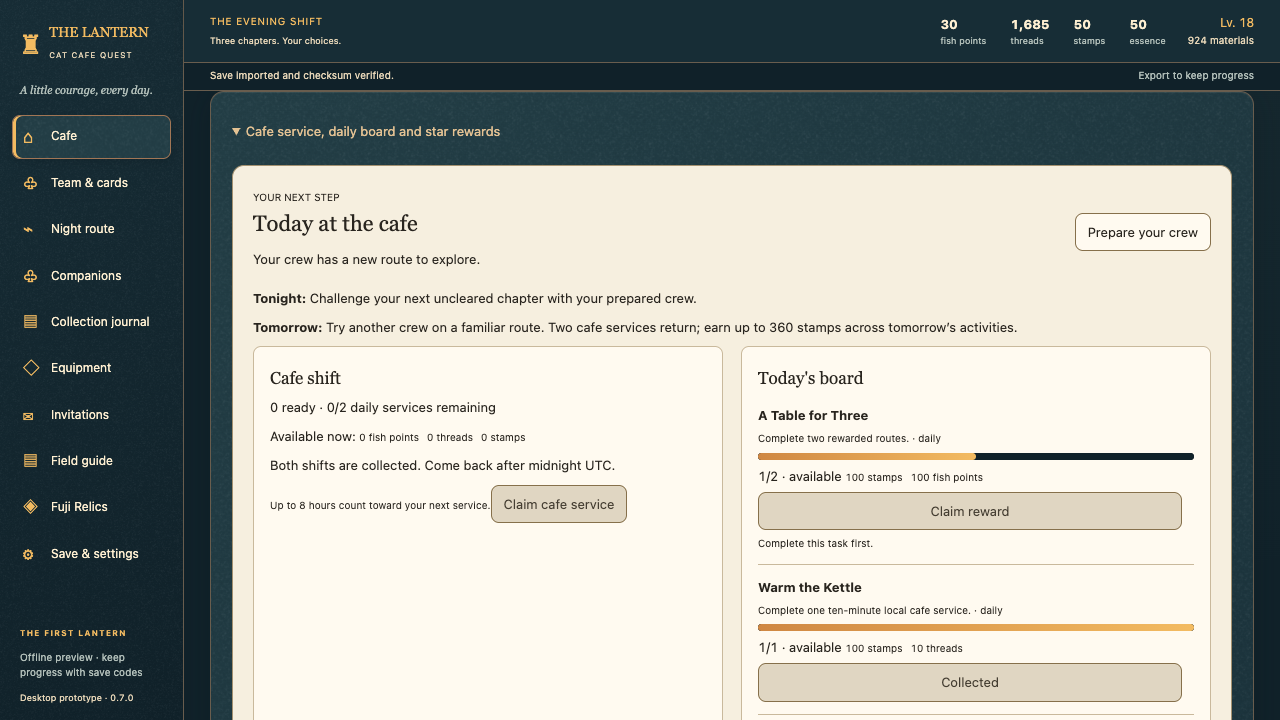 THE LANTERN
CAT CAFE QUEST
A little courage, every day.
Cafe
Team & cards
Night route
Companions
Collection journal
Equipment
Invitations
Field guide
Fuji Relics
Save & settings
THE FIRST LANTERN
Offline preview · keep
progress with save codes
Desktop prototype · 0.7.0
THE EVENING SHIFT
Three chapters. Your choices.
30
fish points
1,685
threads
50
stamps
50
essence
Lv. 18
924 materials
Save imported and checksum verified.
Export to keep progress
▼ Cafe service, daily board and star rewards
YOUR NEXT STEP
Today at the cafe
Your crew has a new route to explore.
Prepare your crew
Tonight: Challenge your next uncleared chapter with your prepared crew.
Tomorrow: Try another crew on a familiar route. Two cafe services return; earn up to 360 stamps across tomorrow's activities.
Cafe shift
0 ready · 0/2 daily services remaining
Available now: 0 fish points 0 threads 0 stamps
Both shifts are collected. Come back after midnight UTC.
Up to 8 hours count toward your next service.
Claim cafe service
Today's board
A Table for Three
Complete two rewarded routes. · daily
1/2 · available 100 stamps 100 fish points
Claim reward
Complete this task first.
Warm the Kettle
Complete one ten-minute local cafe service. · daily
1/1 · available 100 stamps 10 threads
Collected